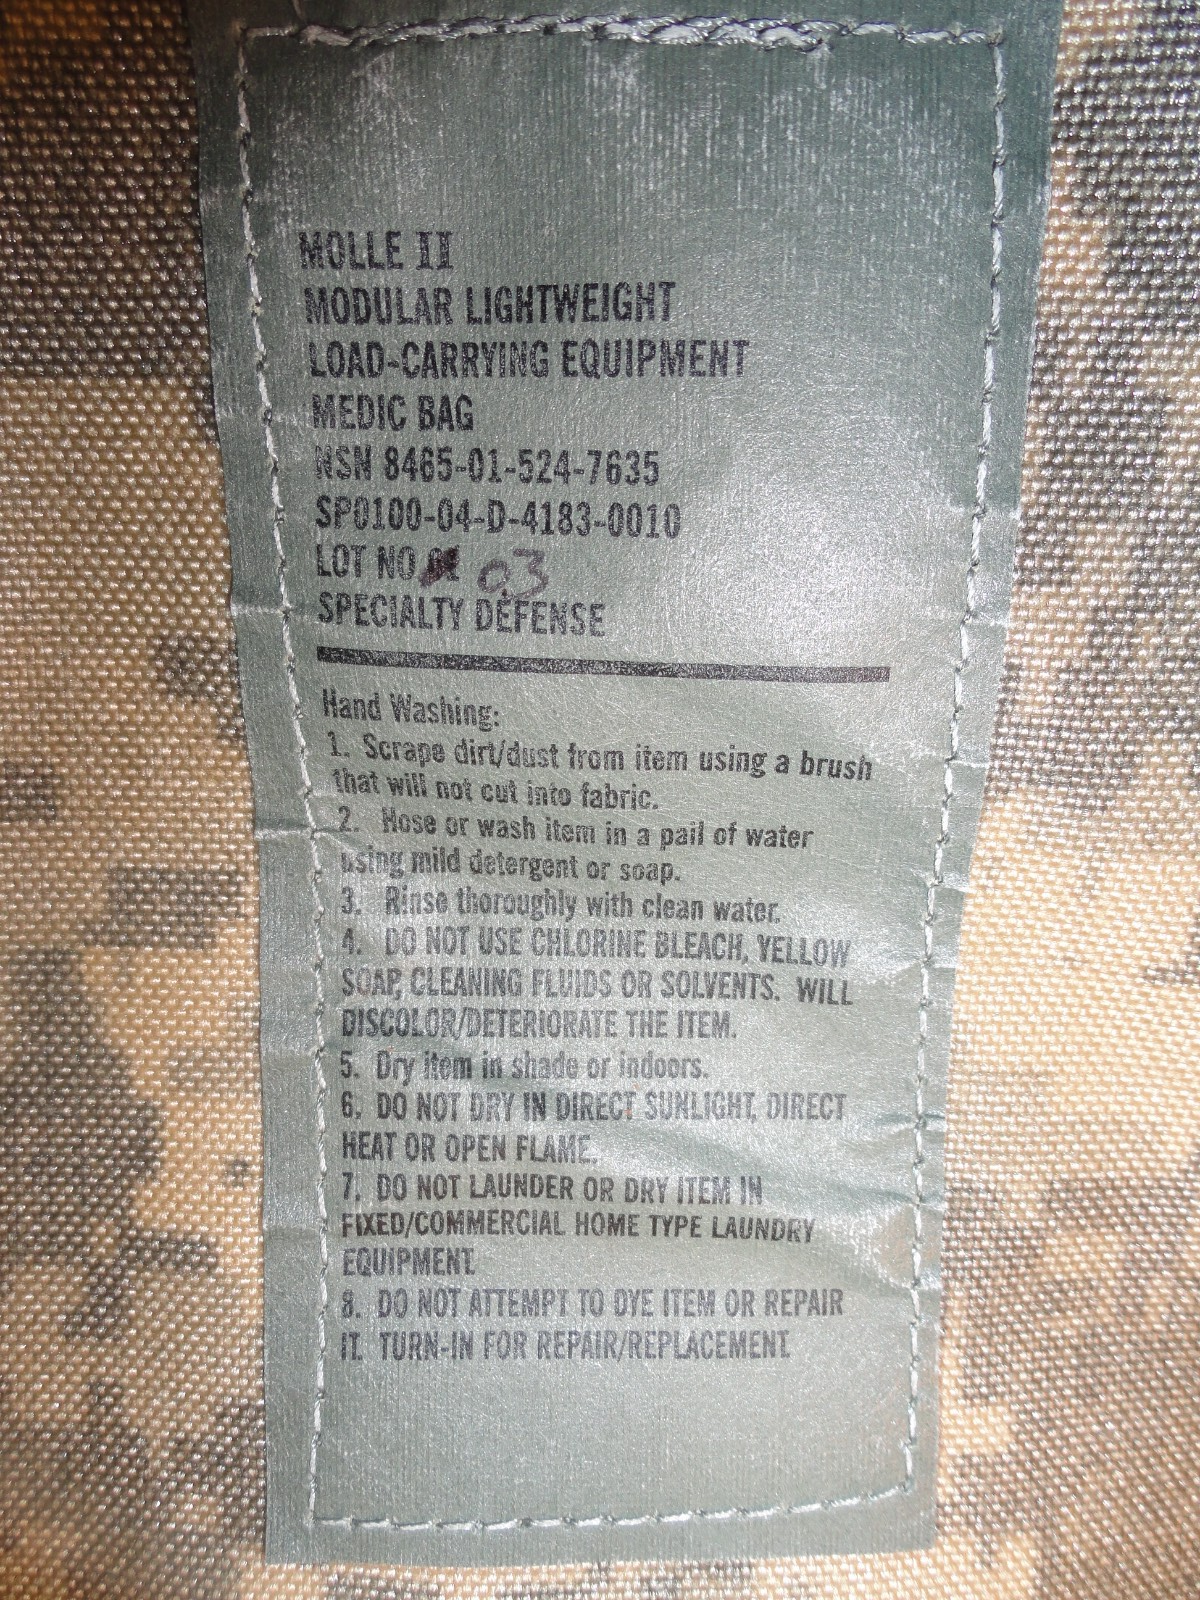 MOLLE II
MODULAR LIGHTWEIGHT
LOAD-CARRYING EQUIPMENT
MEDIC BAG
NSN 8465-01-524-7635
SP0100-04-D-4183-0010
LOT NO. 03
SPECIALTY DEFENSE
Hand Washing:
1. Scrape dirt/dust from item using a brush
that will not cut into fabric.
2. Hose or wash item in a pail of water
using mild detergent or soap.
3. Rinse thoroughly with clean water.
4. DO NOT USE CHLORINE BLEACH, YELLOW
SOAP, CLEANING FLUIDS OR SOLVENTS. WILL
DISCOLOR/DETERIORATE THE ITEM.
5. Dry item in shade or indoors.
6. DO NOT DRY IN DIRECT SUNLIGHT, DIRECT
HEAT OR OPEN FLAME.
7. DO NOT LAUNDER OR DRY ITEM IN
FIXED/COMMERCIAL HOME TYPE LAUNDRY
EQUIPMENT.
8. DO NOT ATTEMPT TO DYE ITEM OR REPAIR
IT. TURN-IN FOR REPAIR/REPLACEMENT